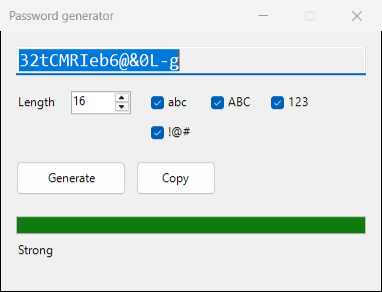 Password generator
32tCMRIeb6@&0L-g
Length 16 abc ABC 123
!@#
Generate Copy
Strong